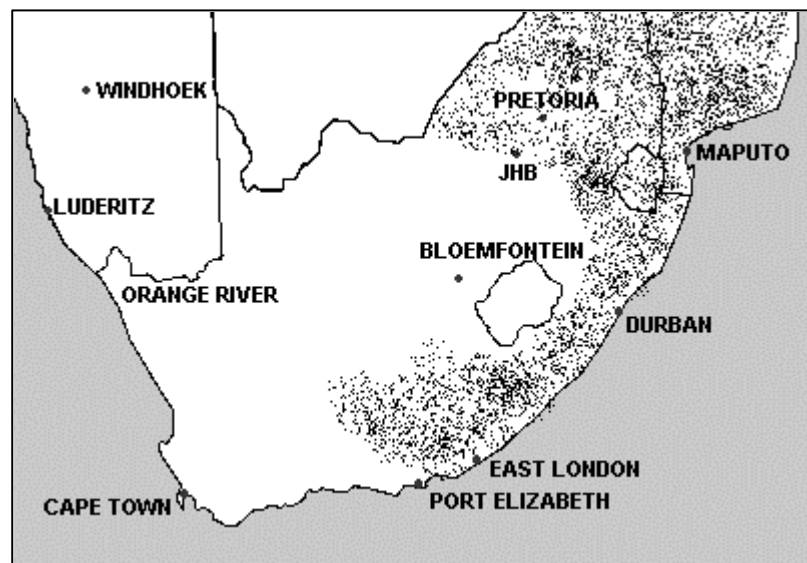 WINDHOEK
PRETORIA
MAPUTO
JHB
LUDERITZ
BLOEMFONTEIN
ORANGE RIVER
DURBAN
EAST LONDON
CAPE TOWN
PORT ELIZABETH